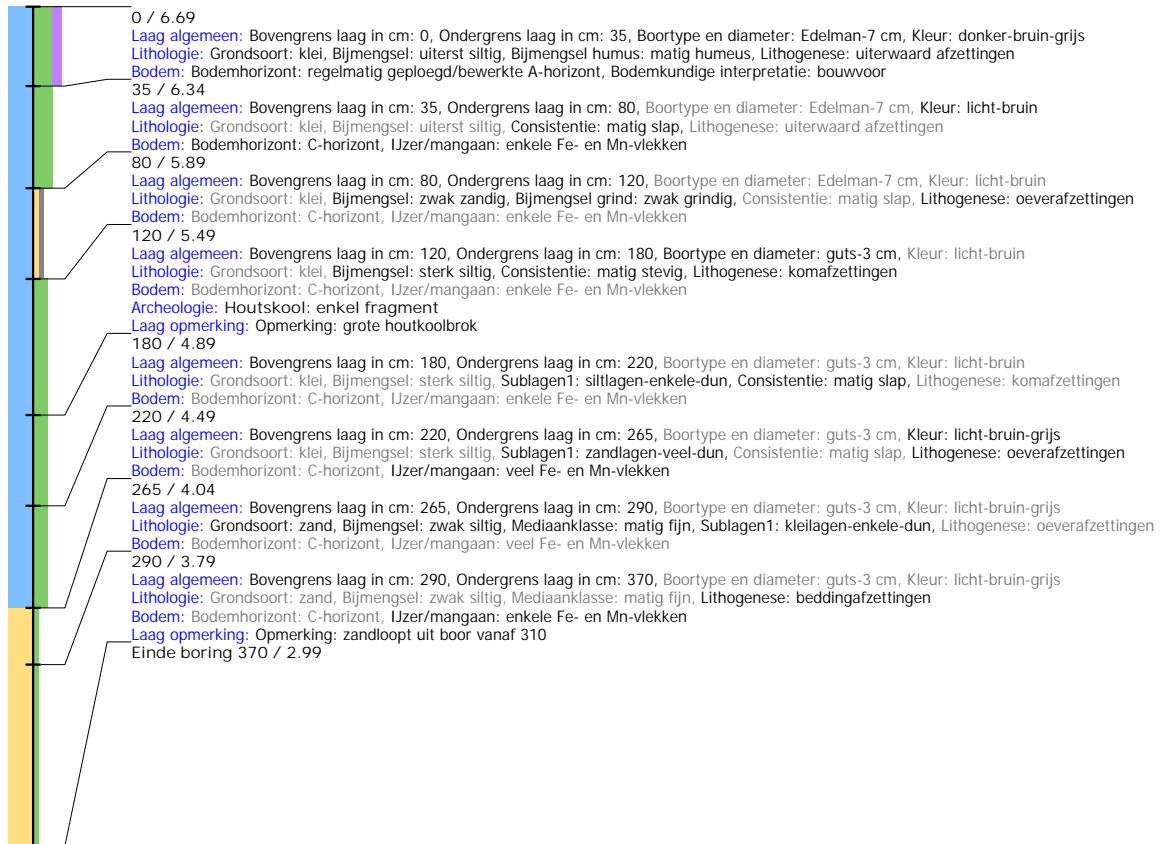 0 / 6.69
Laag algemeen: Bovengrens laag in cm: 0, Ondergrens laag in cm: 35, Boortype en diameter: Edelman-7 cm, Kleur: donker-bruin-grijs
Lithologie: Grondsoort: klei, Bijmengsel: uiterst siltig, Bijmengsel humus: matig humeus, Lithogenese: uiterwaard afzettingen
Bodem: Bodemhorizont: regelmatig geploegd/bewerkte A-horizont, Bodemkundige interpretatie: bouwvoor
35 / 6.34
Laag algemeen: Bovengrens laag in cm: 35, Ondergrens laag in cm: 80, Boortype en diameter: Edelman-7 cm, Kleur: licht-bruin
Lithologie: Grondsoort: klei, Bijmengsel: uiterst siltig, Consistentie: matig slap, Lithogenese: uiterwaard afzettingen
Bodem: Bodemhorizont: C-horizont, IJzer/mangaan: enkele Fe- en Mn-vlekken
80 / 5.89
Laag algemeen: Bovengrens laag in cm: 80, Ondergrens laag in cm: 120, Boortype en diameter: Edelman-7 cm, Kleur: licht-bruin
Lithologie: Grondsoort: klei, Bijmengsel: zwak zandig, Bijmengsel grind: zwak grindig, Consistentie: matig slap, Lithogenese: oeverafzettingen
Bodem: Bodemhorizont: C-horizont, IJzer/mangaan: enkele Fe- en Mn-vlekken
120 / 5.49
Laag algemeen: Bovengrens laag in cm: 120, Ondergrens laag in cm: 180, Boortype en diameter: guts-3 cm, Kleur: licht-bruin
Lithologie: Grondsoort: klei, Bijmengsel: sterk siltig, Consistentie: matig stevig, Lithogenese: komafzettingen
Bodem: Bodemhorizont: C-horizont, IJzer/mangaan: enkele Fe- en Mn-vlekken
Archeologie: Houtskool: enkel fragment
Laag opmerking: Opmerking: grote houtkoolbrok
180 / 4.89
Laag algemeen: Bovengrens laag in cm: 180, Ondergrens laag in cm: 220, Boortype en diameter: guts-3 cm, Kleur: licht-bruin
Lithologie: Grondsoort: klei, Bijmengsel: sterk siltig, Sublagen1: siltlagen-enkele-dun, Consistentie: matig slap, Lithogenese: komafzettingen
Bodem: Bodemhorizont: C-horizont, IJzer/mangaan: enkele Fe- en Mn-vlekken
220 / 4.49
Laag algemeen: Bovengrens laag in cm: 220, Ondergrens laag in cm: 265, Boortype en diameter: guts-3 cm, Kleur: licht-bruin-grijs
Lithologie: Grondsoort: klei, Bijmengsel: sterk siltig, Sublagen1: zandlagen-veel-dun, Consistentie: matig slap, Lithogenese: oeverafzettingen
Bodem: Bodemhorizont: C-horizont, IJzer/mangaan: veel Fe- en Mn-vlekken
265 / 4.04
Laag algemeen: Bovengrens laag in cm: 265, Ondergrens laag in cm: 290, Boortype en diameter: guts-3 cm, Kleur: licht-bruin-grijs
Lithologie: Grondsoort: zand, Bijmengsel: zwak siltig, Mediaanklasse: matig fijn, Sublagen1: kleilagen-enkele-dun, Lithogenese: oeverafzettingen
Bodem: Bodemhorizont: C-horizont, IJzer/mangaan: veel Fe- en Mn-vlekken
290 / 3.79
Laag algemeen: Bovengrens laag in cm: 290, Ondergrens laag in cm: 370, Boortype en diameter: guts-3 cm, Kleur: licht-bruin-grijs
Lithologie: Grondsoort: zand, Bijmengsel: zwak siltig, Mediaanklasse: matig fijn, Lithogenese: beddingafzettingen
Bodem: Bodemhorizont: C-horizont, IJzer/mangaan: enkele Fe- en Mn-vlekken
Laag opmerking: Opmerking: zandloopt uit boor vanaf 310
Einde boring 370 / 2.99